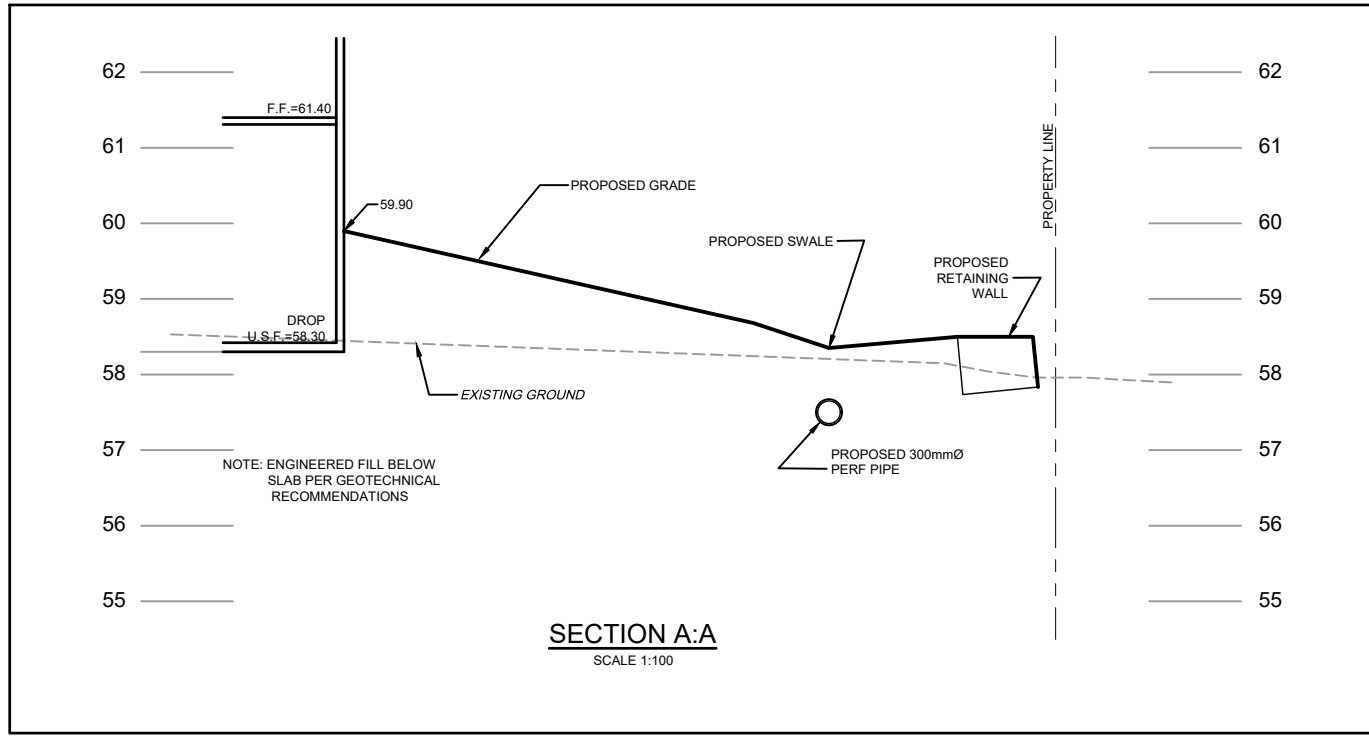 62
62
F.F.=61.40
61
61
PROPERTY LINE
PROPOSED GRADE
60
59.90
60
PROPOSED SWALE
PROPOSED
RETAINING
WALL
59
59
DROP
U.S.F.=58.30
58
58
EXISTING GROUND
57
57
PROPOSED 300mmØ
PERF PIPE
NOTE: ENGINEERED FILL BELOW
SLAB PER GEOTECHNICAL
RECOMMENDATIONS
56
56
55
55
SECTION A:A
SCALE 1:100